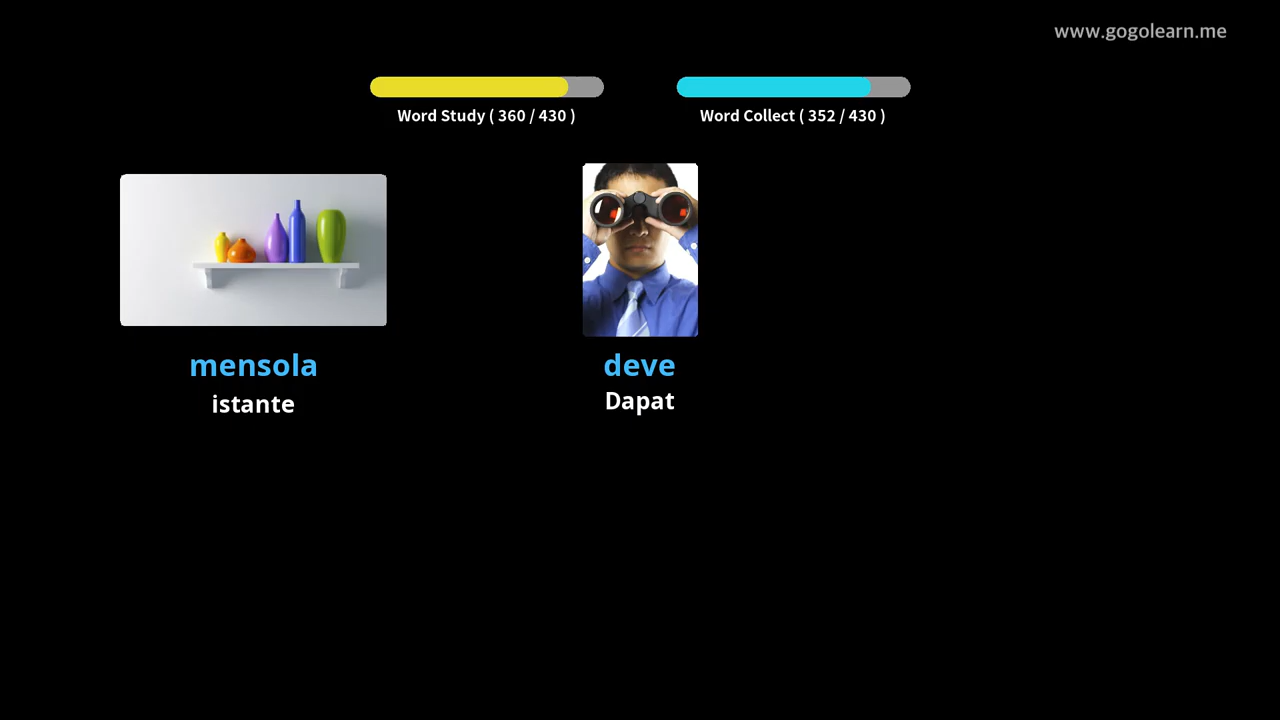 www.gogolearn.me
Word Study ( 360 / 430 )
Word Collect ( 352 / 430 )
mensola
istante
deve
Dapat